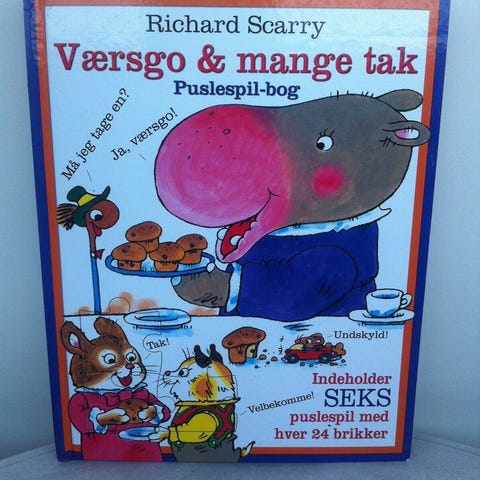 Richard Scarry
Værsgo & mange tak
Puslespil-bog
Må jeg tage en?
Ja, værsgo!
Tak!
Undskyld!
Velbekomme!
Indeholder
SEKS
puslespil med
hver 24 brikker